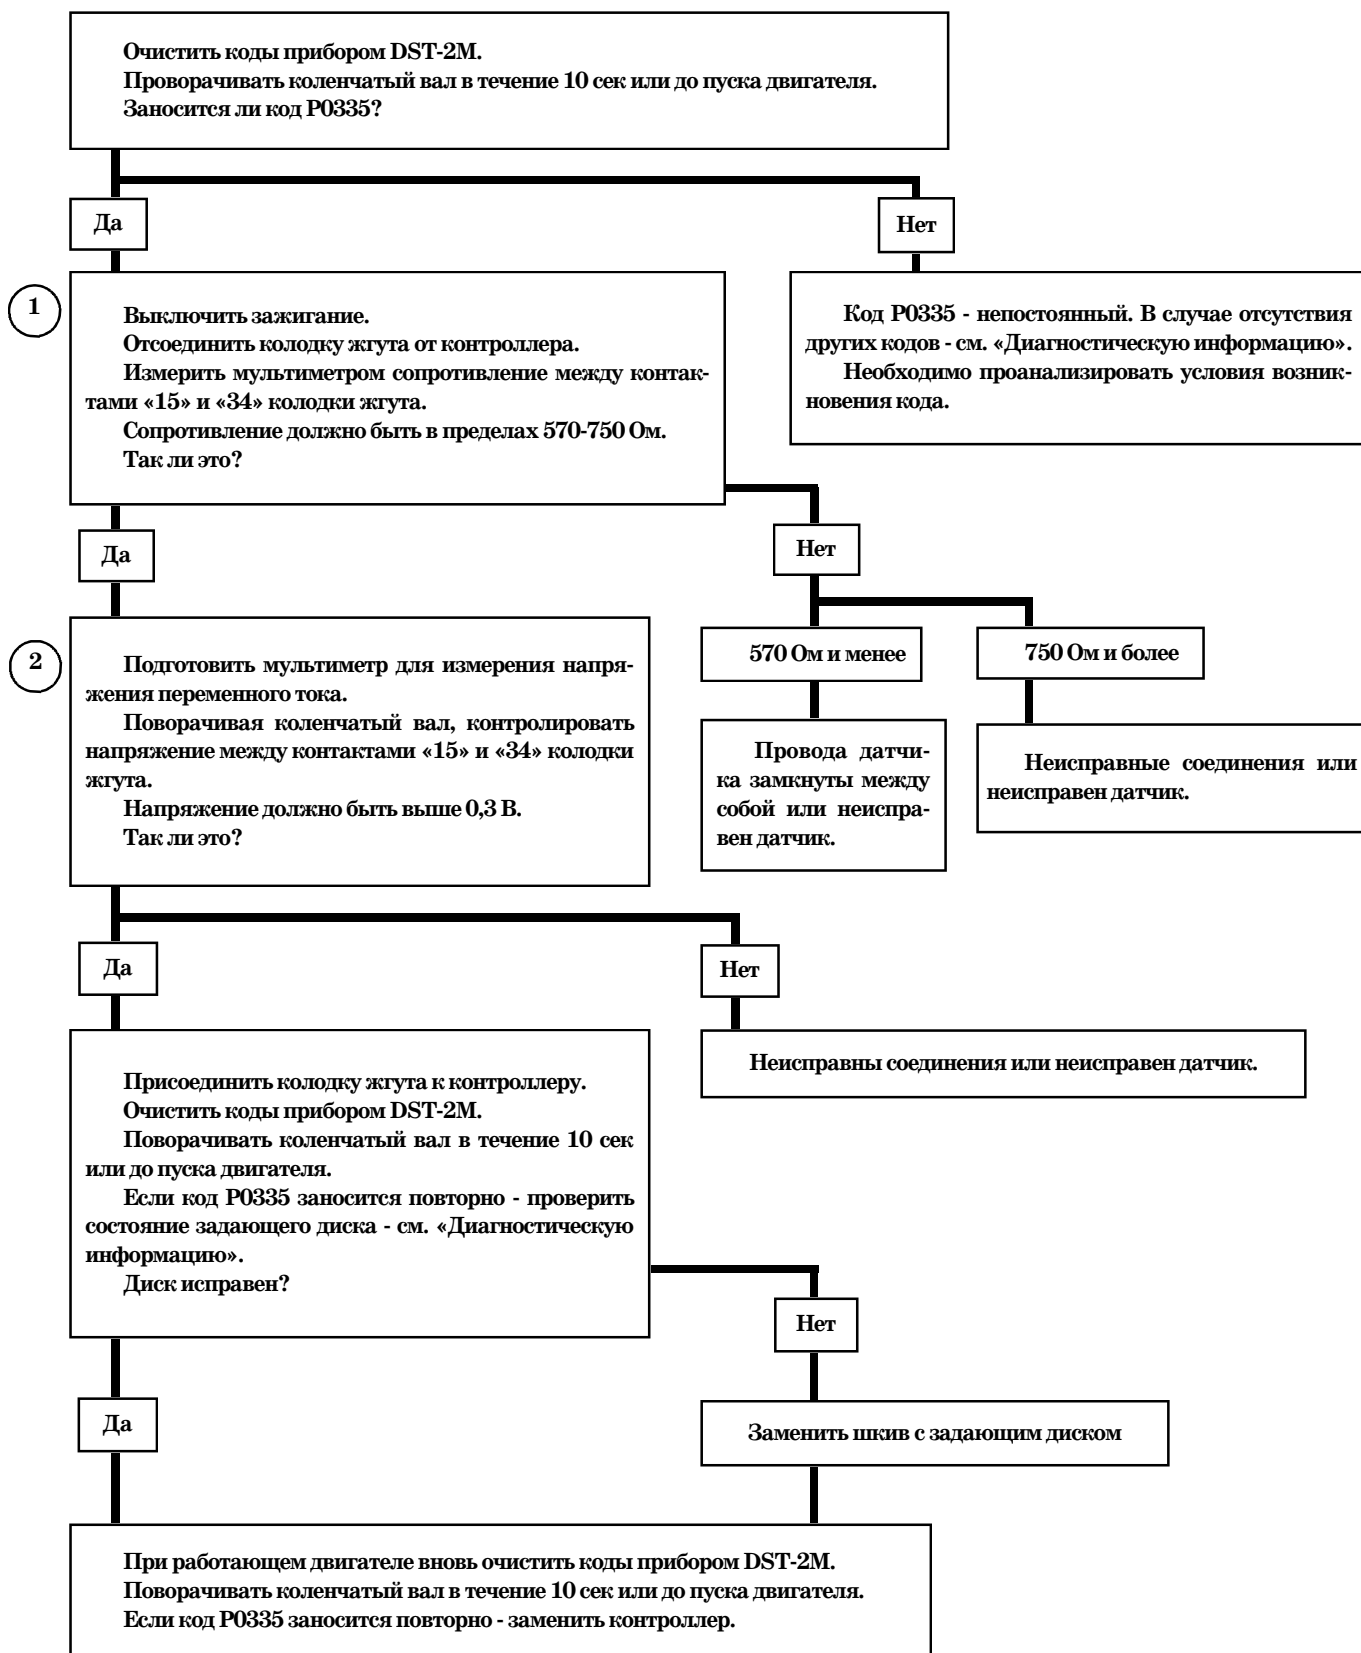 Очистить коды прибором DST-2M.
Проворачивать коленчатый вал в течение 10 сек или до пуска двигателя.
Заносится ли код P0335?
Да
Нет
1
Выключить зажигание.
Отсоединить колодку жгута от контроллера.
Измерить мультиметром сопротивление между контак-
тами «15» и «34» колодки жгута.
Сопротивление должно быть в пределах 570-750 Ом.
Так ли это?
Код P0335 - непостоянный. В случае отсутствия
других кодов - см. «Диагностическую информацию».
Необходимо проанализировать условия возник-
новения кода.
Да
Нет
570 Ом и менее
750 Ом и более
2
Подготовить мультиметр для измерения напря-
жения переменного тока.
Поворачивая коленчатый вал, контролировать
напряжение между контактами «15» и «34» колодки
жгута.
Напряжение должно быть выше 0,3 В.
Так ли это?
Провода датчи-
ка замкнуты между
собой или неиспра-
вен датчик.
Неисправные соединения или
неисправен датчик.
Да
Нет
Присоединить колодку жгута к контроллеру.
Очистить коды прибором DST-2M.
Поворачивать коленчатый вал в течение 10 сек
или до пуска двигателя.
Если код P0335 заносится повторно - проверить
состояние задающего диска - см. «Диагностическую
информацию».
Диск исправен?
Неисправны соединения или неисправен датчик.
Нет
Да
Заменить шкив с задающим диском
При работающем двигателе вновь очистить коды прибором DST-2M.
Поворачивать коленчатый вал в течение 10 сек или до пуска двигателя.
Если код P0335 заносится повторно - заменить контроллер.